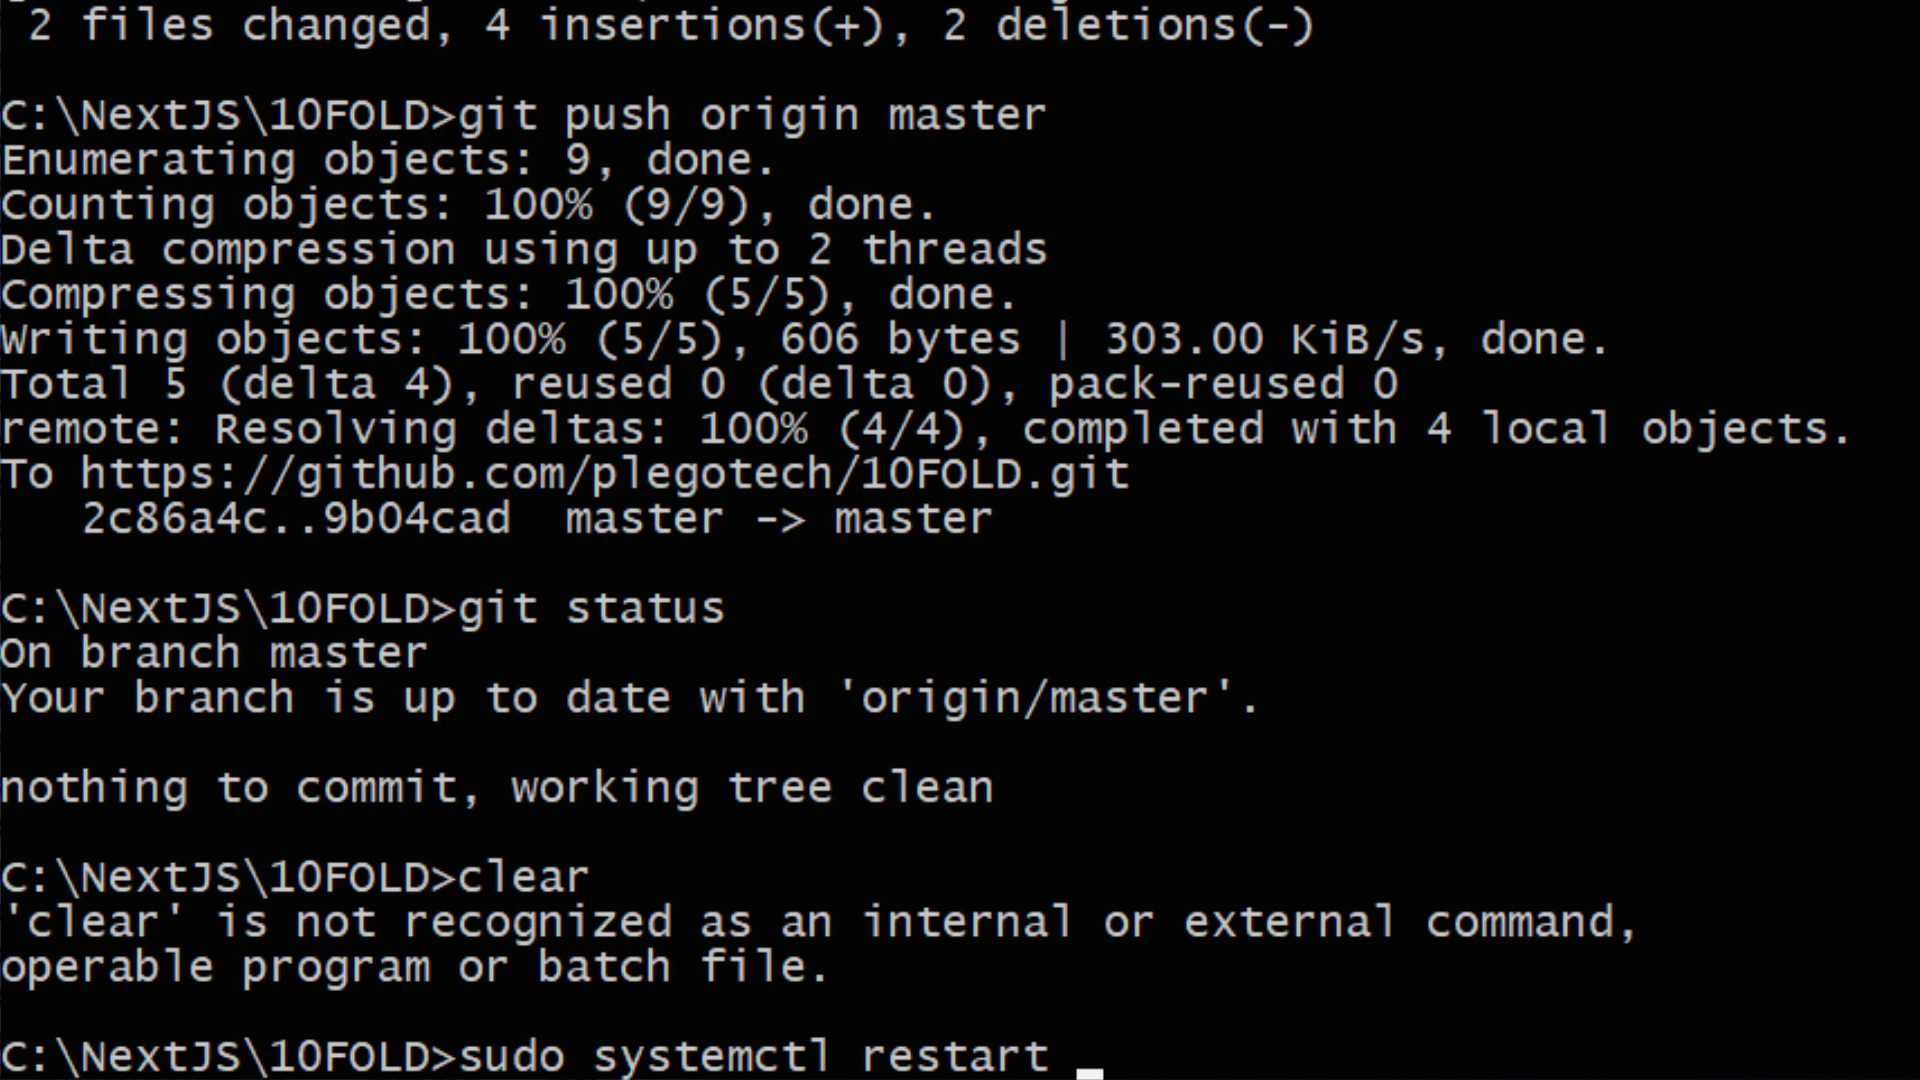 2 files changed, 4 insertions(+), 2 deletions(-)
C:\NextJS\10FOLD>git push origin master
Enumerating objects: 9, done.
Counting objects: 100% (9/9), done.
Delta compression using up to 2 threads
Compressing objects: 100% (5/5), done.
Writing objects: 100% (5/5), 606 bytes | 303.00 KiB/s, done.
Total 5 (delta 4), reused 0 (delta 0), pack-reused 0
remote: Resolving deltas: 100% (4/4), completed with 4 local objects.
To https://github.com/plegotech/10FOLD.git
2c86a4c..9b04cad  master -> master
C:\NextJS\10FOLD>git status
On branch master
Your branch is up to date with 'origin/master'.
nothing to commit, working tree clean
C:\NextJS\10FOLD>clear
'clear' is not recognized as an internal or external command,
operable program or batch file.
C:\NextJS\10FOLD>sudo systemctl restart